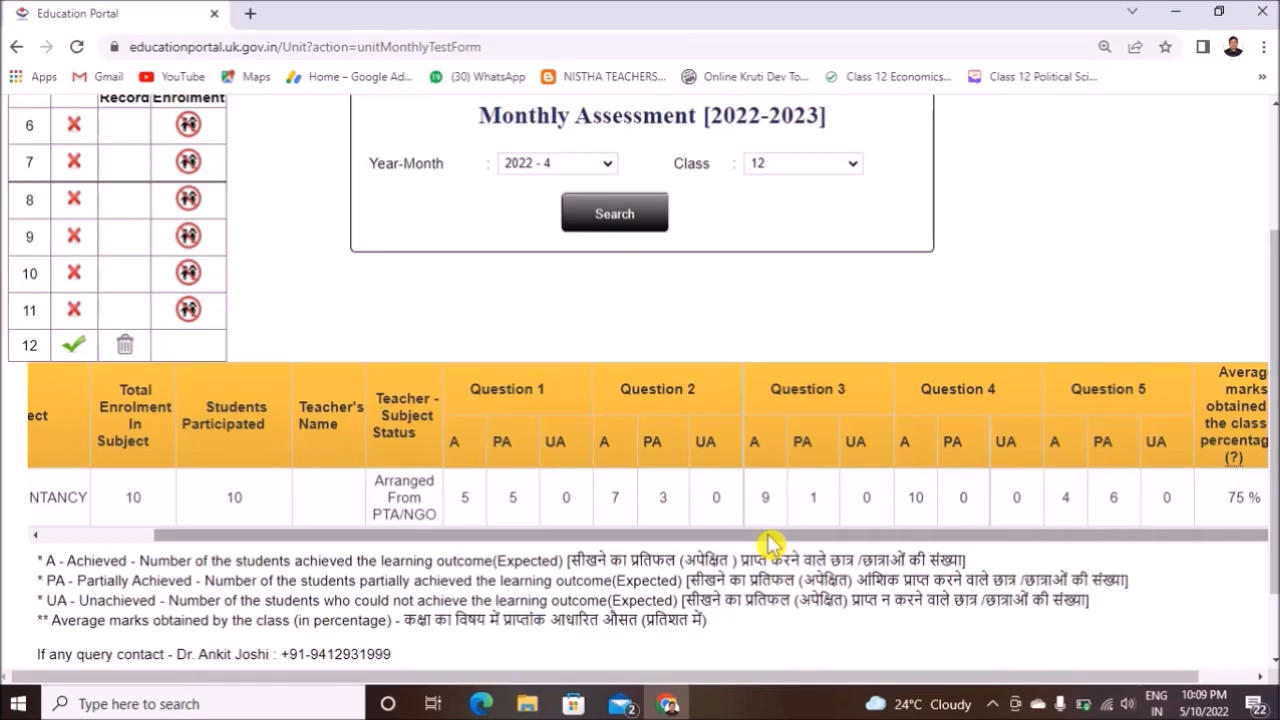 Education Portal
educationportal.uk.gov.in/Unit?action=unitMonthlyTestForm
Apps Gmail YouTube Maps Home – Google Ad... (30) WhatsApp NISTHA TEACHERS... Online Kruti Dev To... Class 12 Economics... Class 12 Political Sci... »
Record Enrolment
6
7
8
9
10
11
12
Monthly Assessment [2022-2023]
Year-Month : 2022 - 4 Class : 12
Search
ect
Total Enrolment In Subject
Students Participated
Teacher's Name
Teacher - Subject Status
Question 1 Question 2 Question 3 Question 4 Question 5
Averag marks obtained the class percentag (?)
A PA UA A PA UA A PA UA A PA UA A PA UA
NTANCY 10 10 Arranged From PTA/NGO 5 5 0 7 3 0 9 1 0 10 0 0 4 6 0 75 %
* A - Achieved - Number of the students achieved the learning outcome(Expected) [सीखने का प्रतिफल (अपेक्षित ) प्राप्त करने वाले छात्र /छात्राओं की संख्या]
* PA - Partially Achieved - Number of the students partially achieved the learning outcome(Expected) [सीखने का प्रतिफल (अपेक्षित) आंशिक प्राप्त करने वाले छात्र /छात्राओं की संख्या]
* UA - Unachieved - Number of the students who could not achieve the learning outcome(Expected) [सीखने का प्रतिफल (अपेक्षित) प्राप्त न करने वाले छात्र /छात्राओं की संख्या]
** Average marks obtained by the class (in percentage) - कक्षा का विषय में प्राप्तांक आधारित औसत (प्रतिशत में)
If any query contact - Dr. Ankit Joshi : +91-9412931999
Type here to search
2
24°C Cloudy
ENG
IN
10:09 PM
5/10/2022
22